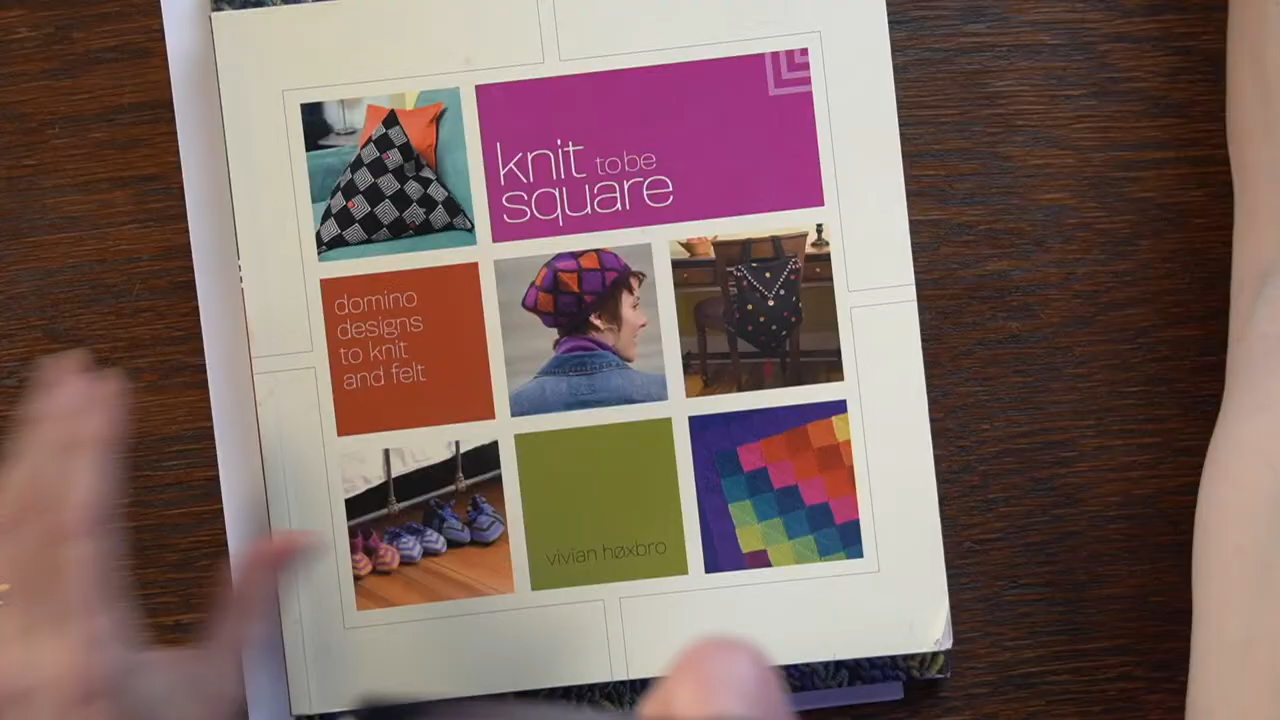 knit to be
square
domino
designs
to knit
and felt
vivian høxbro